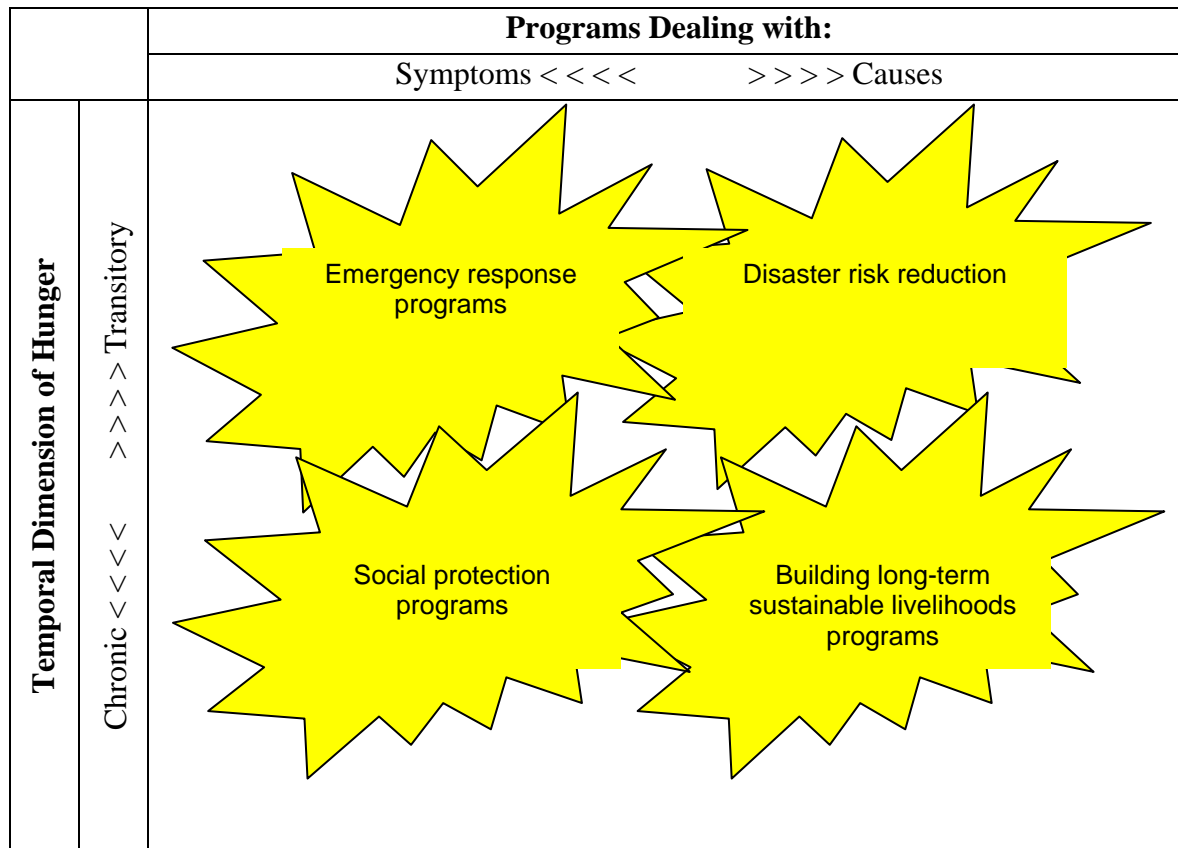 Programs Dealing with:
Symptoms < < < < > > > > Causes
Temporal Dimension of Hunger
Chronic < < < < > > > > Transitory
Emergency response
programs
Disaster risk reduction
Social protection
programs
Building long-term
sustainable livelihoods
programs